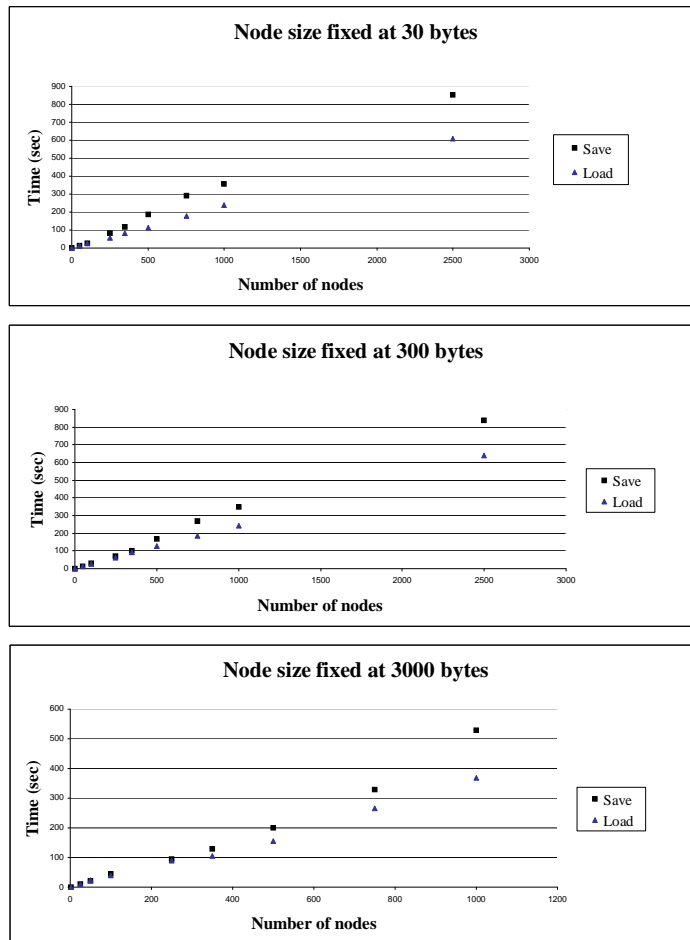 Node size fixed at 30 bytes
900
800
700
600
500
400
300
200
100
0
Time (sec)
0 500 1000 1500 2000 2500 3000
Number of nodes
Save
Load
Node size fixed at 300 bytes
900
800
700
600
500
400
300
200
100
0
Time (sec)
0 500 1000 1500 2000 2500 3000
Number of nodes
Save
Load
Node size fixed at 3000 bytes
600
500
400
300
200
100
0
Time (sec)
0 200 400 600 800 1000 1200
Number of nodes
Save
Load